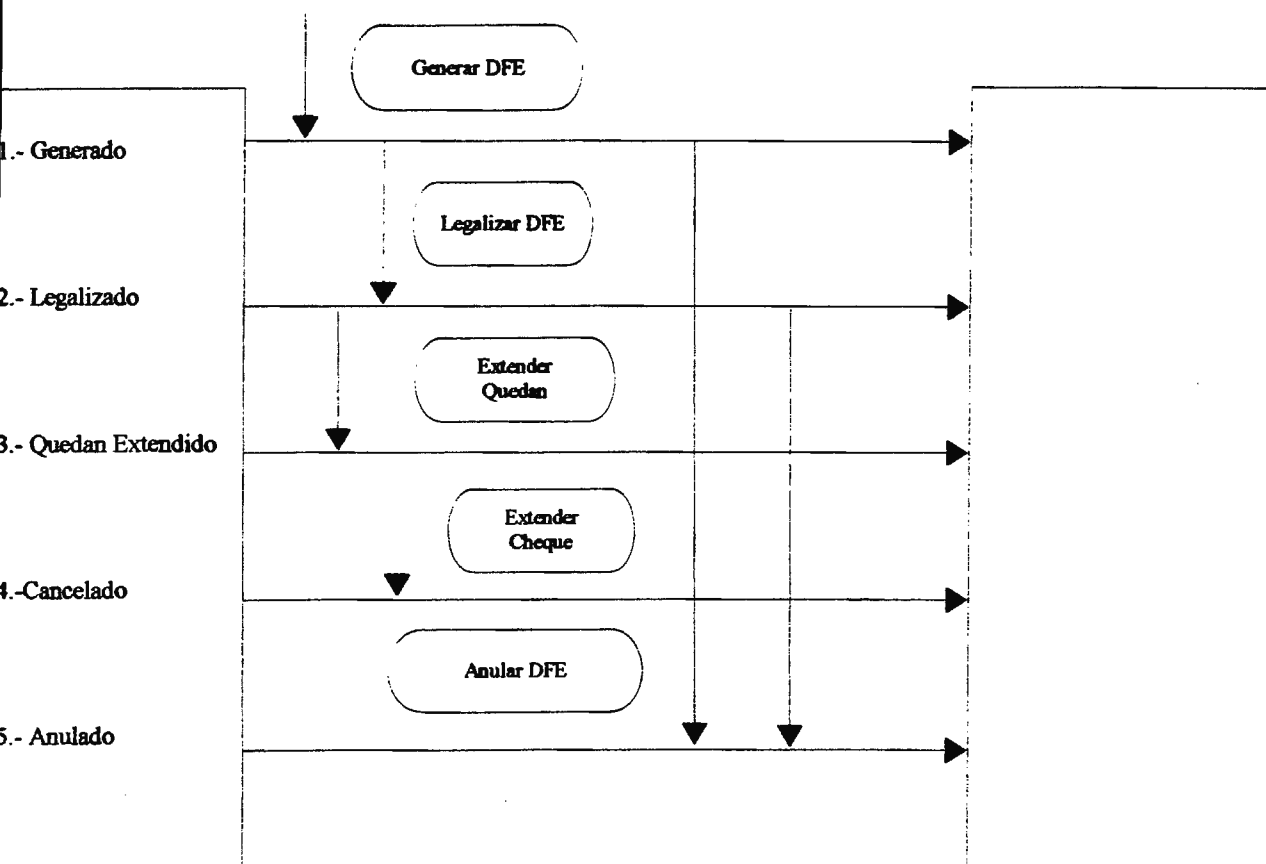 Generar DFE
1.- Generado
Legalizar DFE
2.- Legalizado
Extender
Quedan
3.- Quedan Extendido
Extender
Cheque
4.-Cancelado
Anular DFE
5.- Anulado